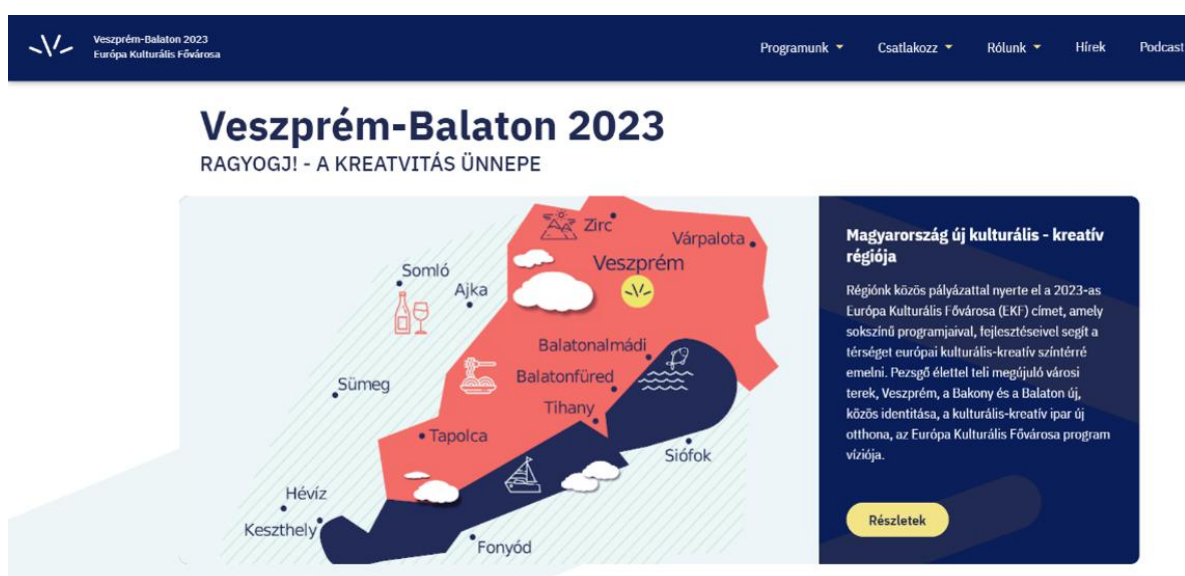 Veszprém-Balaton 2023
Európa Kulturális Fővárosa
Programunk
Csatlakozz
Rólunk
Hírek
Podcast
Veszprém-Balaton 2023
RAGYOGJ! - A KREATVITÁS ÜNNEPE
Zirc
Várpalota
Veszprém
Somló
Ajka
Balatonalmádi
Balatonfüred
Sümeg
Tihany
Tapolca
Siófok
Hévíz
Keszthely
Fonyód
Magyarország új kulturális - kreatív
régiója
Régiónk közös pályázattal nyerte el a 2023-as
Európa Kulturális Fővárosa (EKF) címet, amely
sokszínű programjaival, fejlesztéseivel segít a
térséget európai kulturális-kreatív színtérré
emelni. Pezsgő élettel teli megújuló városi
terek, Veszprém, a Bakony és a Balaton új,
közös identitása, a kulturális-kreatív ipar új
otthona, az Európa Kulturális Fővárosa program
víziója.
Részletek